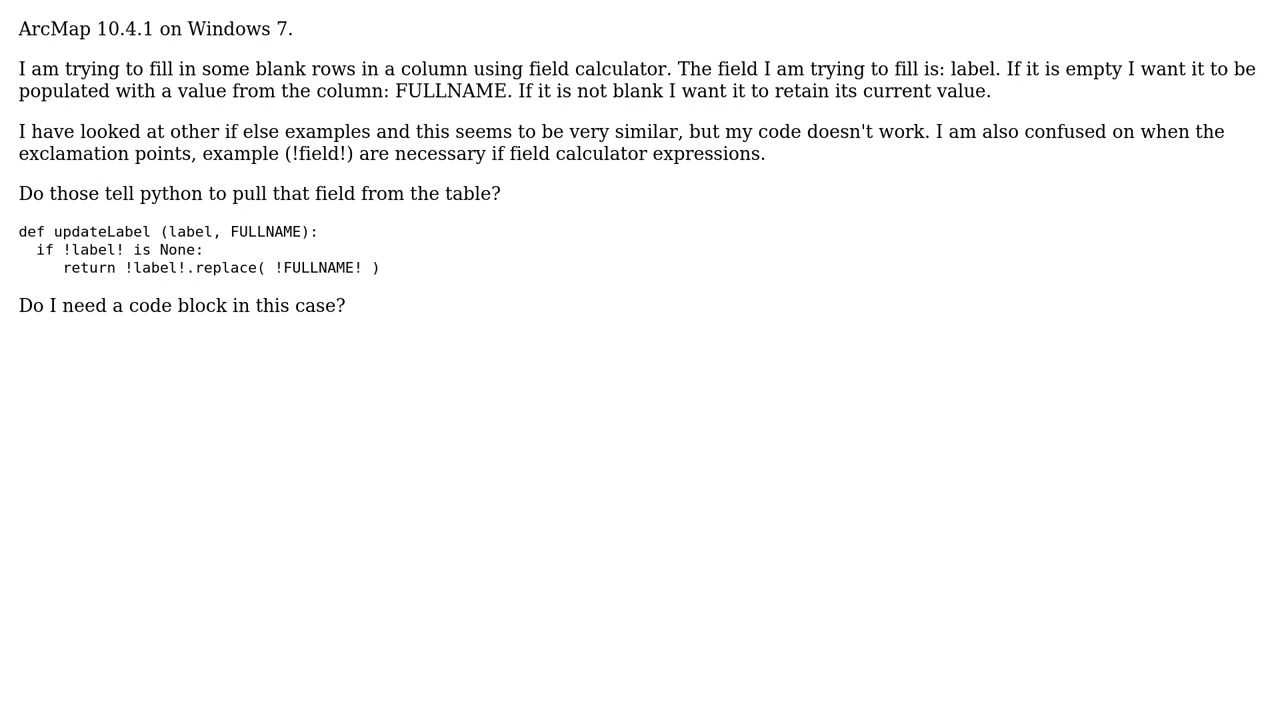 ArcMap 10.4.1 on Windows 7.
I am trying to fill in some blank rows in a column using field calculator. The field I am trying to fill is: label. If it is empty I want it to be
populated with a value from the column: FULLNAME. If it is not blank I want it to retain its current value.
I have looked at other if else examples and this seems to be very similar, but my code doesn't work. I am also confused on when the
exclamation points, example (!field!) are necessary if field calculator expressions.
Do those tell python to pull that field from the table?
def updateLabel (label, FULLNAME):
  if !label! is None:
     return !label!.replace( !FULLNAME! )
Do I need a code block in this case?